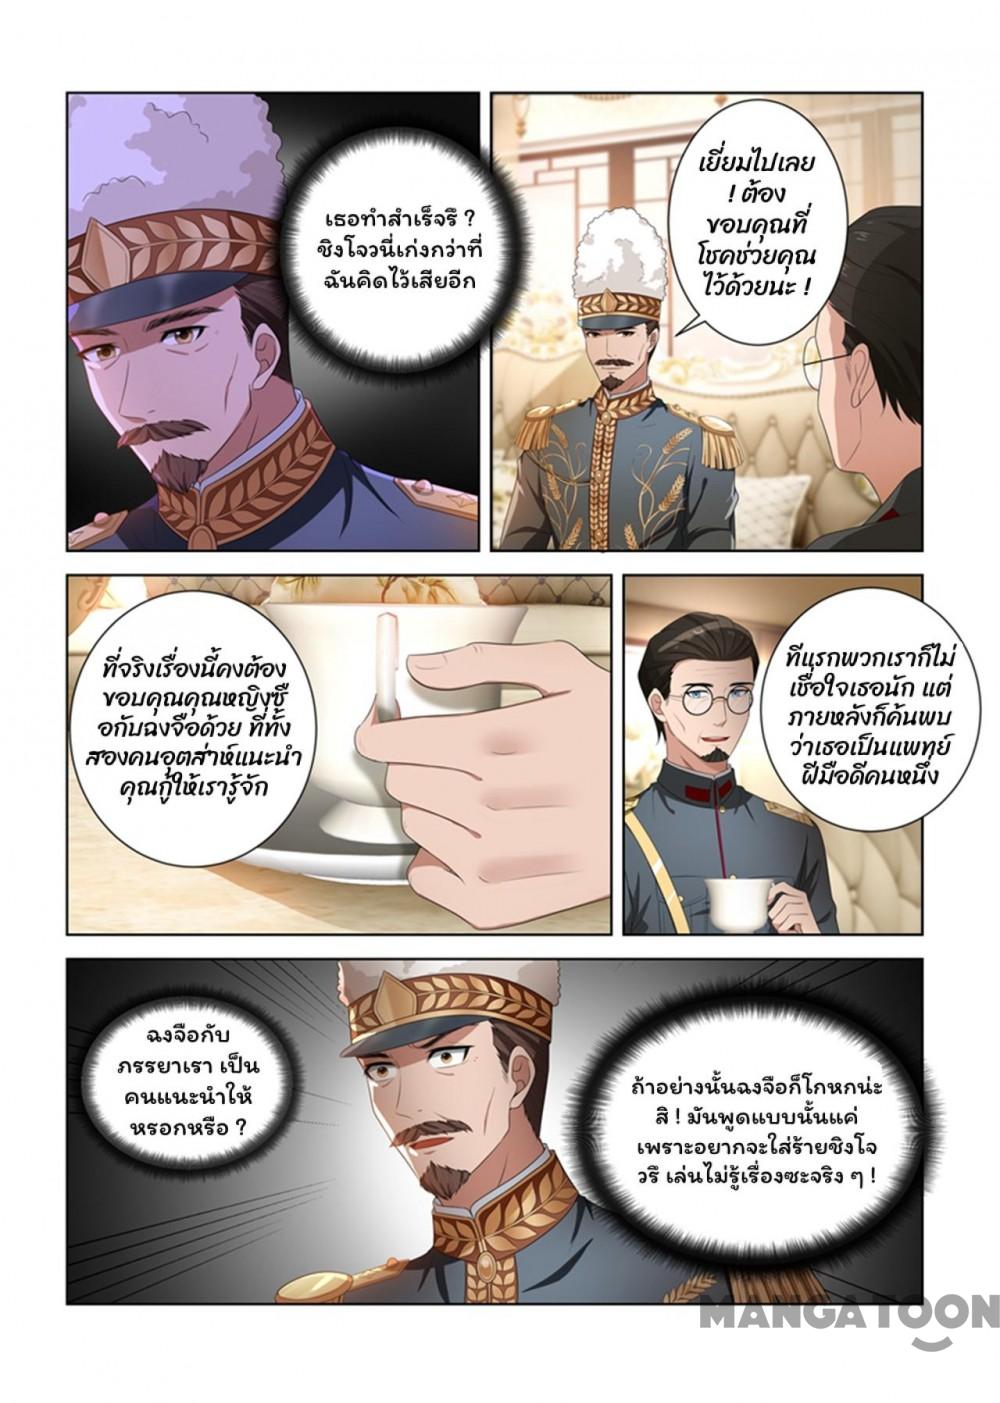 เธอทำสำเร็จรึ ?
ชิงโจวนี่เก่งกว่าที่
ฉันคิดไว้เสียอีก
เยี่ยมไปเลย
! ต้อง
ขอบคุณที่
โชคช่วยคุณ
ไว้ด้วยนะ !
ที่จริงเรื่องนี้คงต้อง
ขอบคุณคุณหญิงซื
อกับฉงจือด้วย ที่ทั้ง
สองคนอุตส่าห์แนะนำ
คุณกู้ให้เรารู้จัก
ทีแรกพวกเราก็ไม่
เชื่อใจเธอนัก แต่
ภายหลังก็ค้นพบ
ว่าเธอเป็นแพทย์
ฝีมือดีคนหนึ่ง
ฉงจือกับ
ภรรยาเรา เป็น
คนแนะนำให้
หรอกหรือ ?
ถ้าอย่างนั้นฉงจือก็โกหกน่ะ
สิ ! มันพูดแบบนั้นแค่
เพราะอยากจะใส่ร้ายชิงโจ
วรึ เล่นไม่รู้เรื่องซะจริง ๆ !
MANGATOON